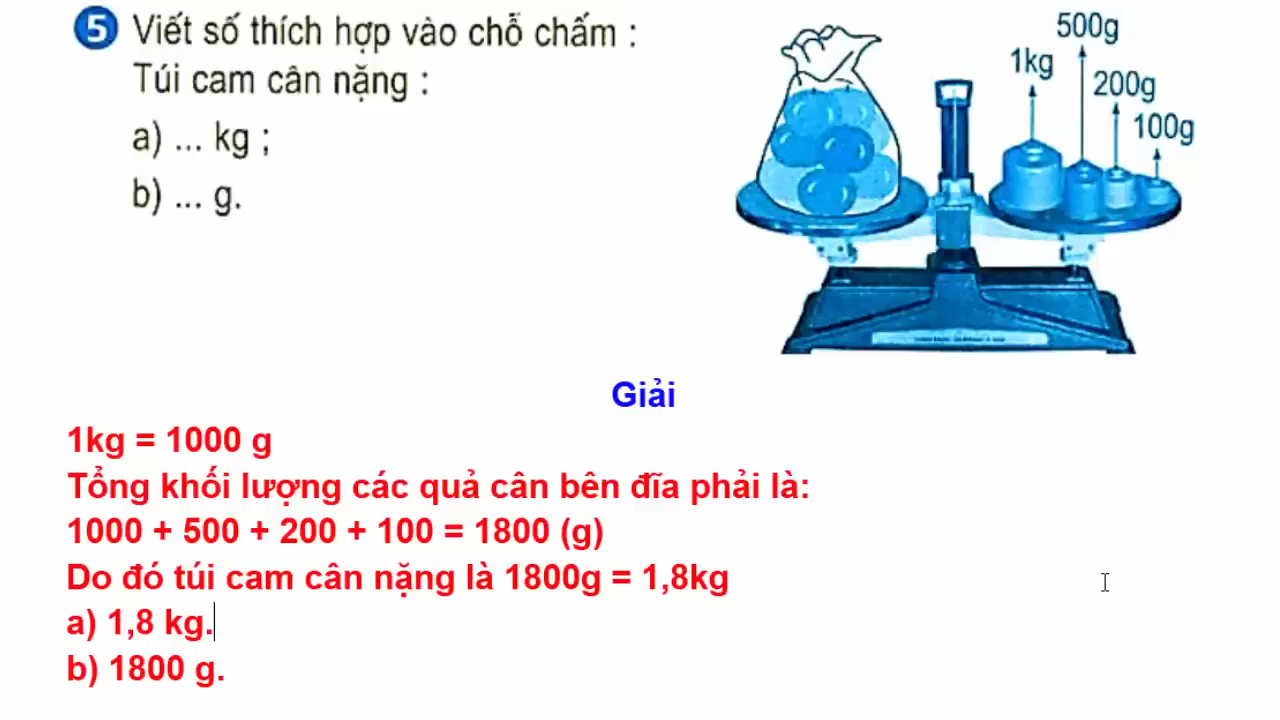 5 Viết số thích hợp vào chỗ chấm :
Túi cam cân nặng :
a) ... kg ;
b) ... g.
500g
1kg
200g
100g
Giải
1kg = 1000 g
Tổng khối lượng các quả cân bên đĩa phải là:
1000 + 500 + 200 + 100 = 1800 (g)
Do đó túi cam cân nặng là 1800g = 1,8kg
a) 1,8 kg.
b) 1800 g.